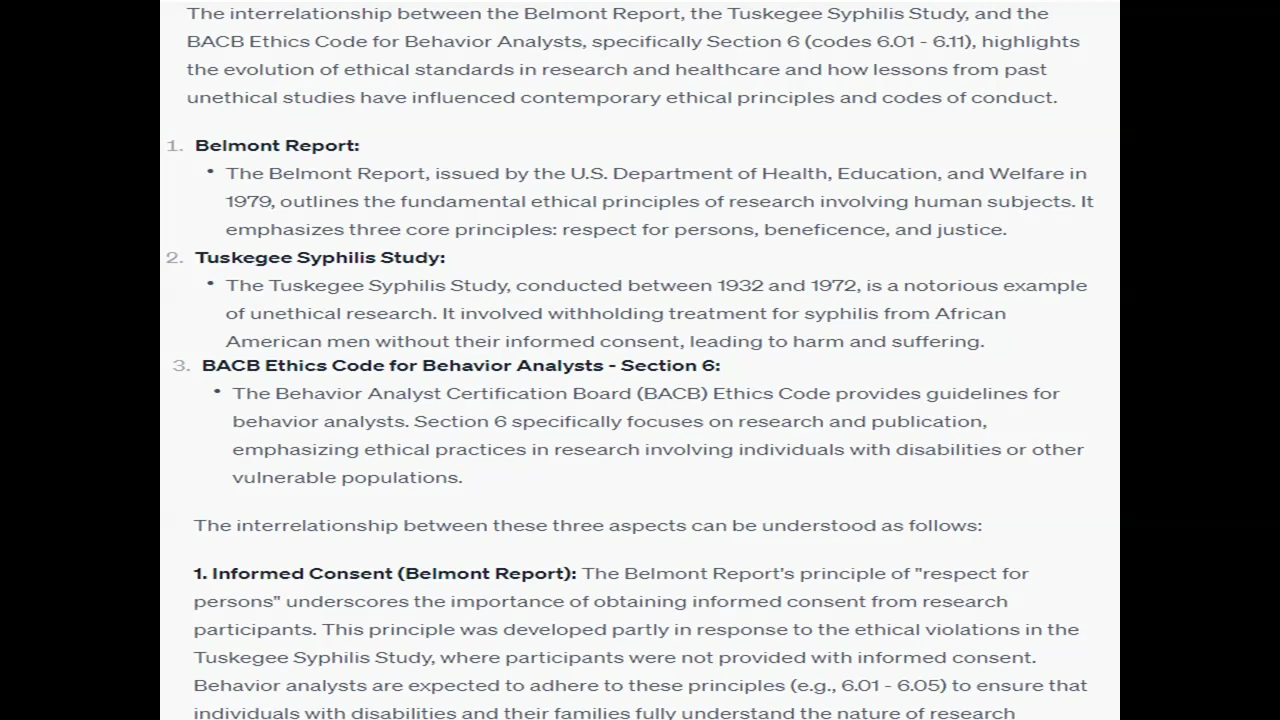 The interrelationship between the Belmont Report, the Tuskegee Syphilis Study, and the
BACB Ethics Code for Behavior Analysts, specifically Section 6 (codes 6.01 - 6.11), highlights
the evolution of ethical standards in research and healthcare and how lessons from past
unethical studies have influenced contemporary ethical principles and codes of conduct.
1. Belmont Report:
• The Belmont Report, issued by the U.S. Department of Health, Education, and Welfare in
1979, outlines the fundamental ethical principles of research involving human subjects. It
emphasizes three core principles: respect for persons, beneficence, and justice.
2. Tuskegee Syphilis Study:
• The Tuskegee Syphilis Study, conducted between 1932 and 1972, is a notorious example
of unethical research. It involved withholding treatment for syphilis from African
American men without their informed consent, leading to harm and suffering.
3. BACB Ethics Code for Behavior Analysts - Section 6:
• The Behavior Analyst Certification Board (BACB) Ethics Code provides guidelines for
behavior analysts. Section 6 specifically focuses on research and publication,
emphasizing ethical practices in research involving individuals with disabilities or other
vulnerable populations.
The interrelationship between these three aspects can be understood as follows:
1. Informed Consent (Belmont Report): The Belmont Report's principle of "respect for
persons" underscores the importance of obtaining informed consent from research
participants. This principle was developed partly in response to the ethical violations in the
Tuskegee Syphilis Study, where participants were not provided with informed consent.
Behavior analysts are expected to adhere to these principles (e.g., 6.01 - 6.05) to ensure that
individuals with disabilities and their families fully understand the nature of research